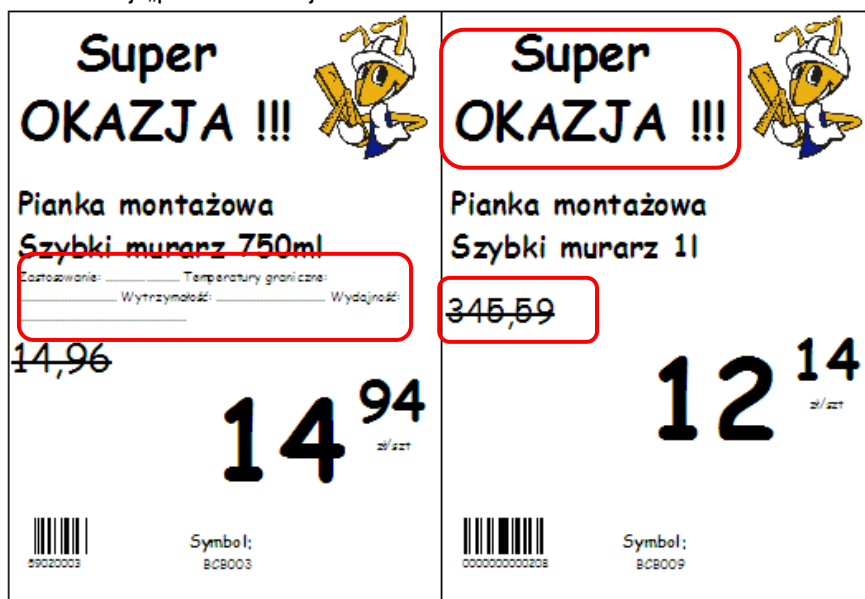 Super
OKAZJA !!!
Pianka montażowa
Szybki murarz 750ml
Zastosowanie: Temperatury graniczne:
Wytrzymałość: Wydajność:
14,96
14 94
zł/szt
59020003
Symbol:
BCB003
Super
OKAZJA !!!
Pianka montażowa
Szybki murarz 1l
345,59
12 14
zł/szt
0000000000208
Symbol:
BCB009